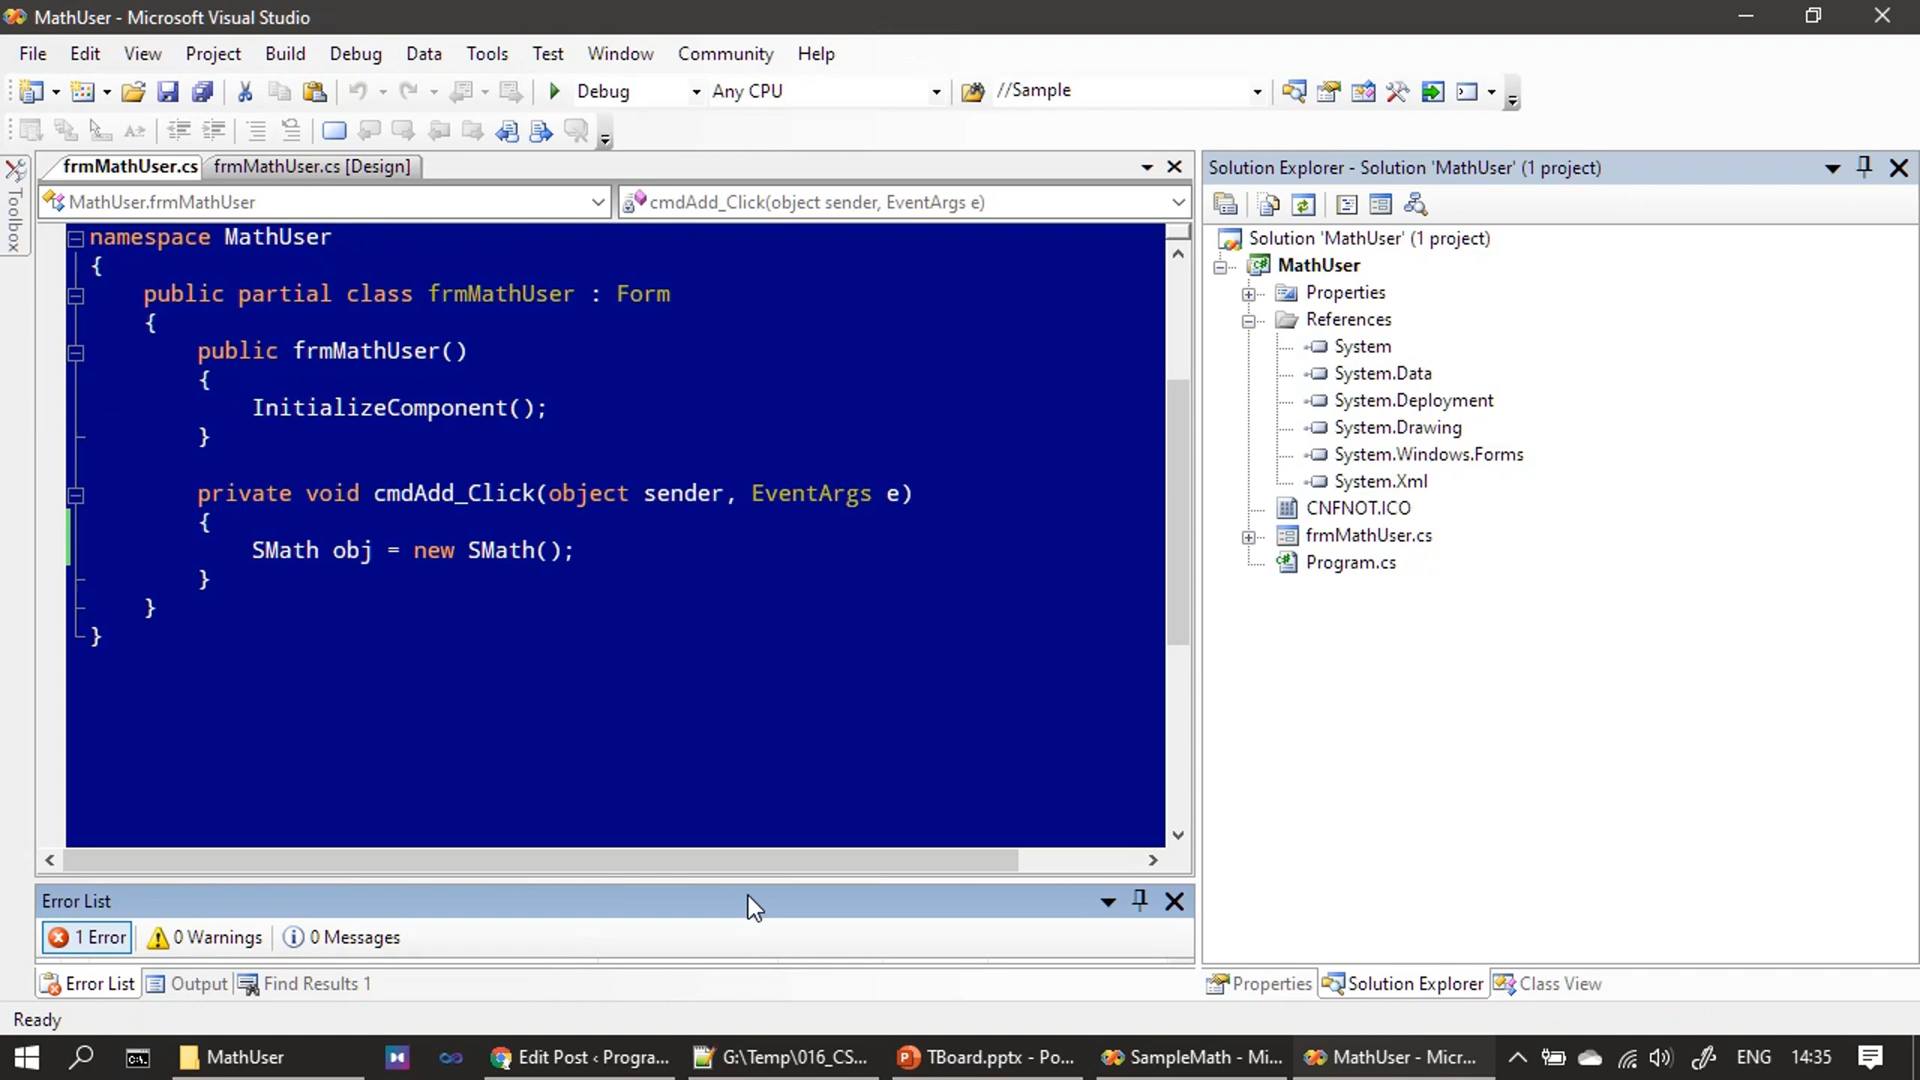 MathUser - Microsoft Visual Studio
File Edit View Project Build Debug Data Tools Test Window Community Help
Debug Any CPU //Sample
frmMathUser.cs frmMathUser.cs [Design]
MathUser.frmMathUser cmdAdd_Click(object sender, EventArgs e)
Toolbox
namespace MathUser
{
public partial class frmMathUser : Form
{
public frmMathUser()
{
InitializeComponent();
}
private void cmdAdd_Click(object sender, EventArgs e)
{
SMath obj = new SMath();
}
}
}
Error List
1 Error 0 Warnings 0 Messages
Error List Output Find Results 1
Solution Explorer - Solution 'MathUser' (1 project)
Solution 'MathUser' (1 project)
MathUser
Properties
References
System
System.Data
System.Deployment
System.Drawing
System.Windows.Forms
System.Xml
CNFNOT.ICO
frmMathUser.cs
Program.cs
Properties Solution Explorer Class View
Ready
MathUser Edit Post ‹ Progra... G:\Temp\016_CS... TBoard.pptx - Po... SampleMath - Mi... MathUser - Micr... ENG 14:35